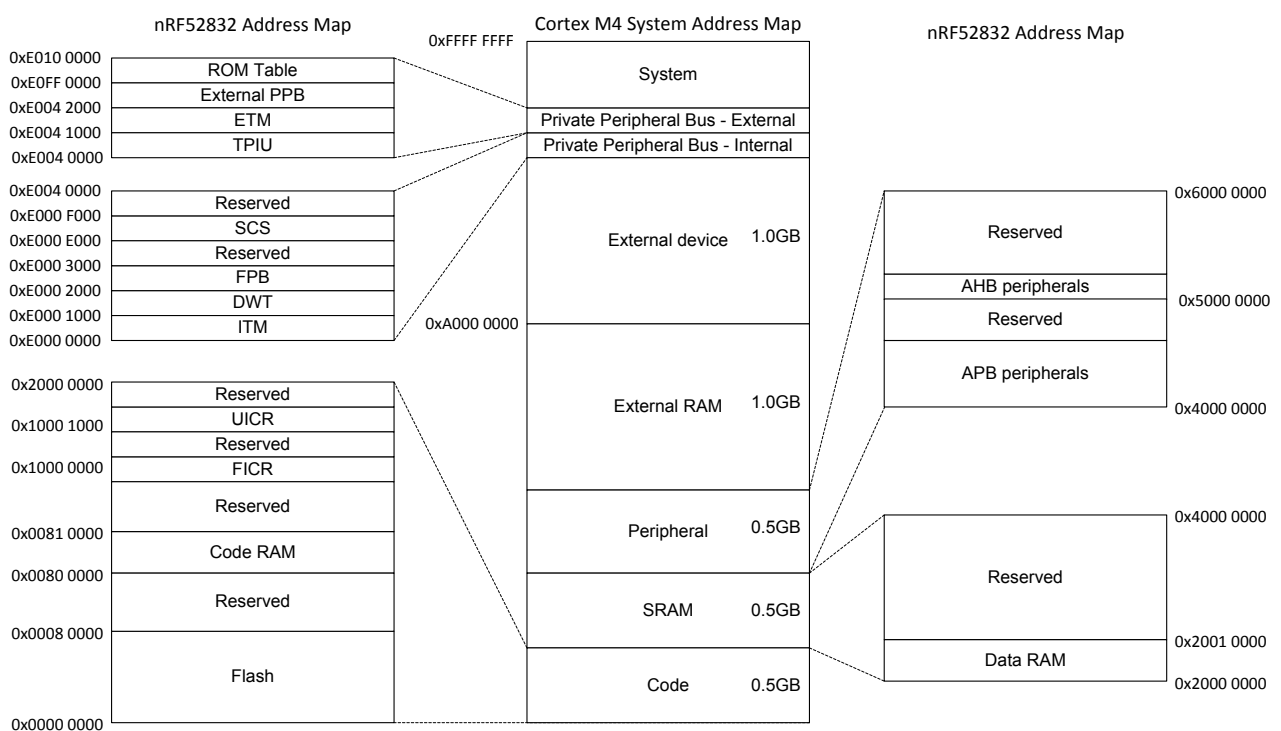 nRF52832 Address Map
0xE010 0000
ROM Table
0xE0FF 0000
External PPB
0xE004 2000
ETM
0xE004 1000
TPIU
0xE004 0000
0xE004 0000
Reserved
0xE000 F000
SCS
0xE000 E000
Reserved
0xE000 3000
FPB
0xE000 2000
DWT
0xE000 1000
ITM
0xE000 0000
0x2000 0000
Reserved
UICR
0x1000 1000
Reserved
0x1000 0000
FICR
Reserved
0x0081 0000
Code RAM
0x0080 0000
Reserved
0x0008 0000
Flash
0x0000 0000
Cortex M4 System Address Map
0xFFFF FFFF
System
Private Peripheral Bus - External
Private Peripheral Bus - Internal
External device 1.0GB
0xA000 0000
External RAM 1.0GB
Peripheral 0.5GB
SRAM 0.5GB
Code 0.5GB
nRF52832 Address Map
0x6000 0000
Reserved
AHB peripherals
0x5000 0000
Reserved
APB peripherals
0x4000 0000
0x4000 0000
Reserved
0x2001 0000
Data RAM
0x2000 0000